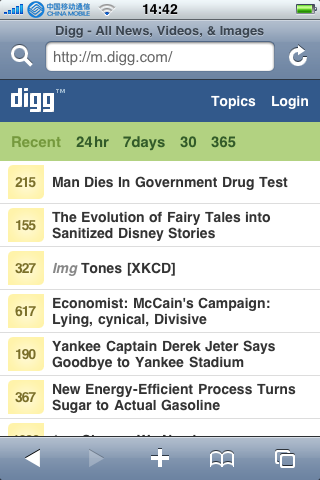 中国移动通信
CHINA MOBILE
14:42
Digg - All News, Videos, & Images
http://m.digg.com/
digg™
Topics
Login
Recent 24hr 7days 30 365
215
Man Dies In Government Drug Test
155
The Evolution of Fairy Tales into
Sanitized Disney Stories
327
Img Tones [XKCD]
617
Economist: McCain's Campaign:
Lying, cynical, Divisive
190
Yankee Captain Derek Jeter Says
Goodbye to Yankee Stadium
367
New Energy-Efficient Process Turns
Sugar to Actual Gasoline